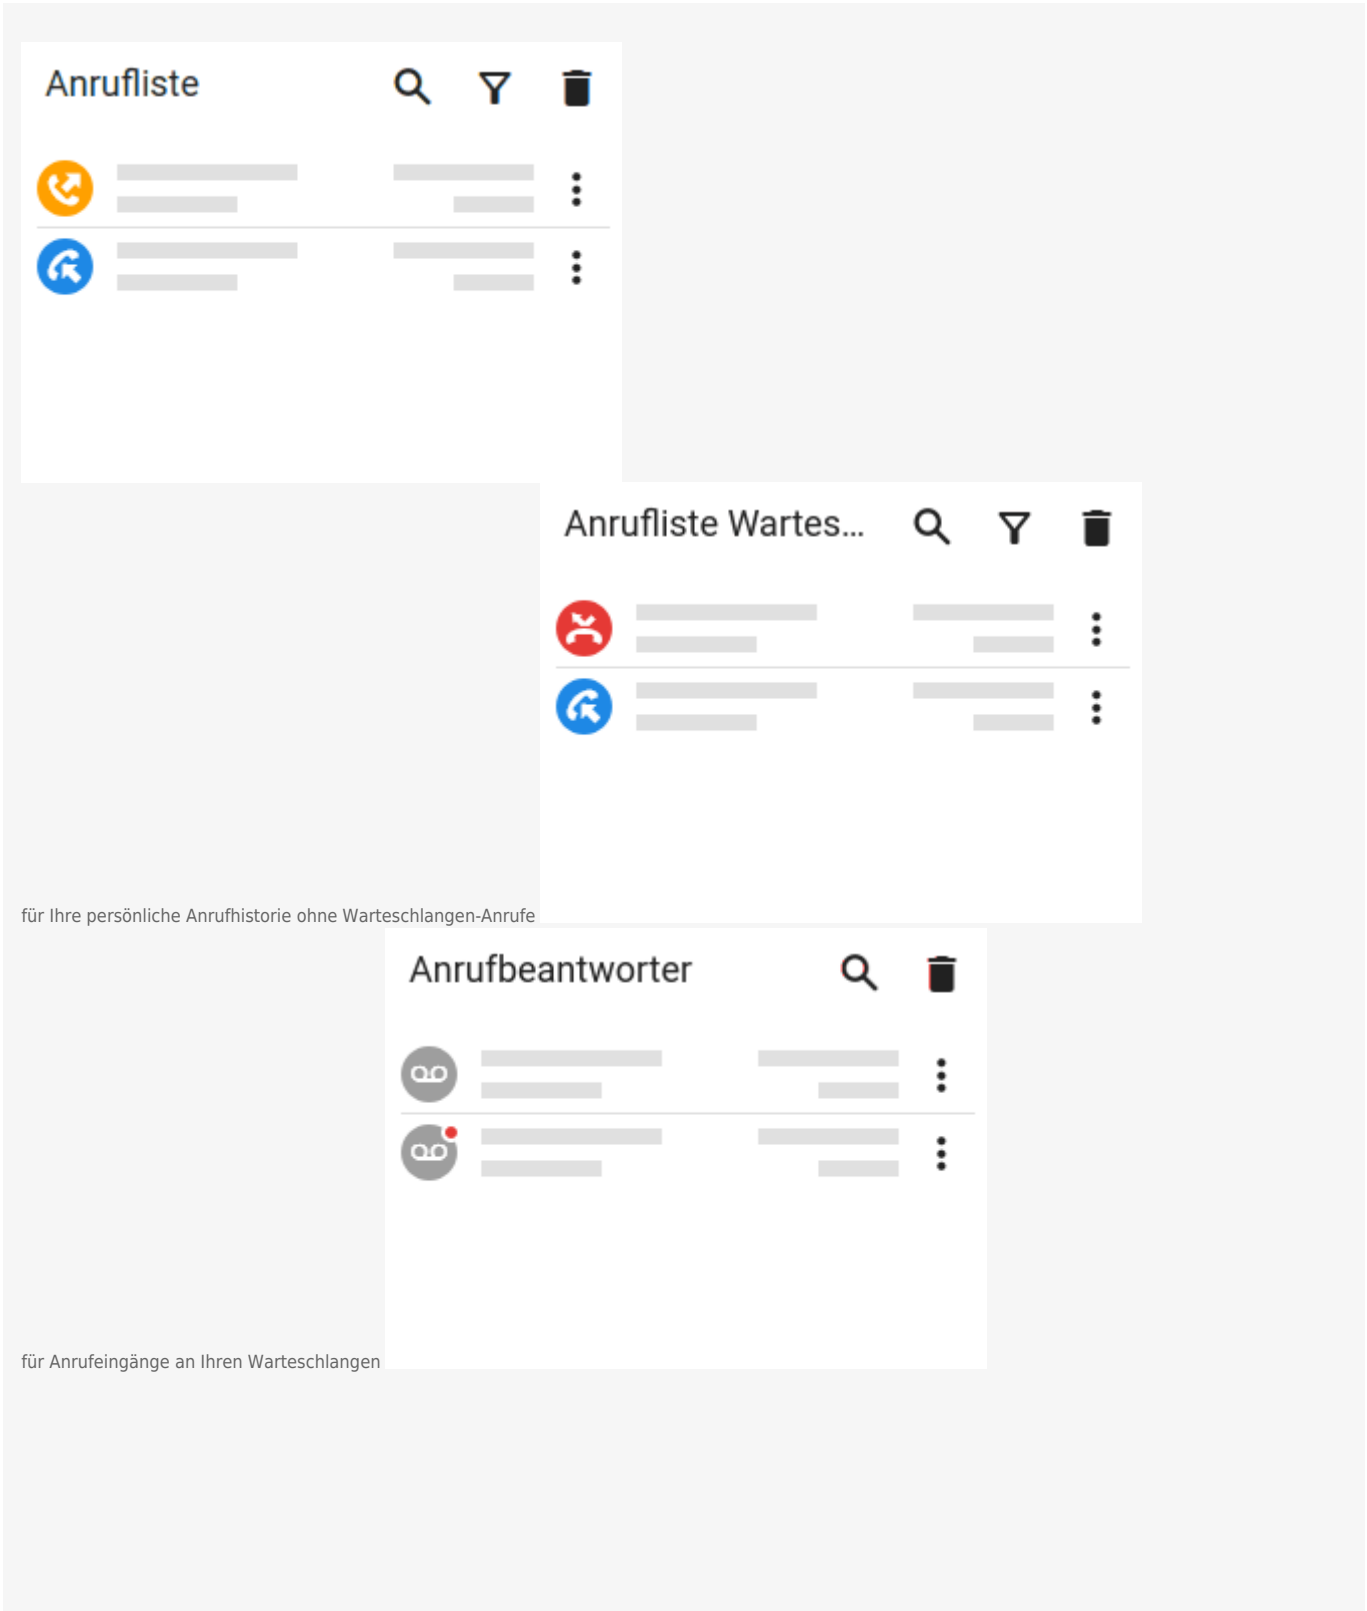 Anrufliste
Anrufliste Wartes...
für Ihre persönliche Anrufhistorie ohne Warteschlangen-Anrufe
Anrufbeantworter
für Anrufeingänge an Ihren Warteschlangen